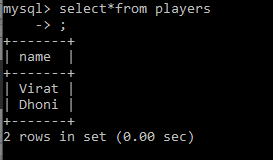 mysql> select*from players
    -> ;
+-------+
| name  |
+-------+
| Virat |
| Dhoni |
+-------+
2 rows in set (0.00 sec)